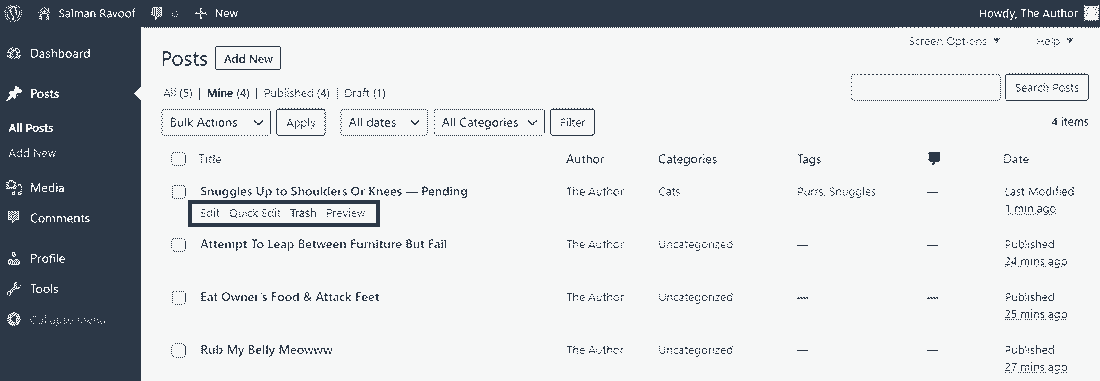 Salman Ravoof 0 + New Howdy, The Author
Screen Options ▼ Help ▼
Dashboard
Posts
All Posts
Add New
Media
Comments
Profile
Tools
Collapse menu
Posts Add New
All (5) | Mine (4) | Published (4) | Draft (1)
Search Posts
Bulk Actions Apply All dates All Categories Filter 4 items
Title Author Categories Tags Date
Snuggles Up to Shoulders Or Knees — Pending The Author Cats Purrs, Snuggles — Last Modified
Edit Quick Edit Trash Preview 1 min ago
Attempt To Leap Between Furniture But Fail The Author Uncategorized — — Published
24 mins ago
Eat Owner's Food & Attack Feet The Author Uncategorized — — Published
25 mins ago
Rub My Belly Meowww The Author Uncategorized — — Published
27 mins ago